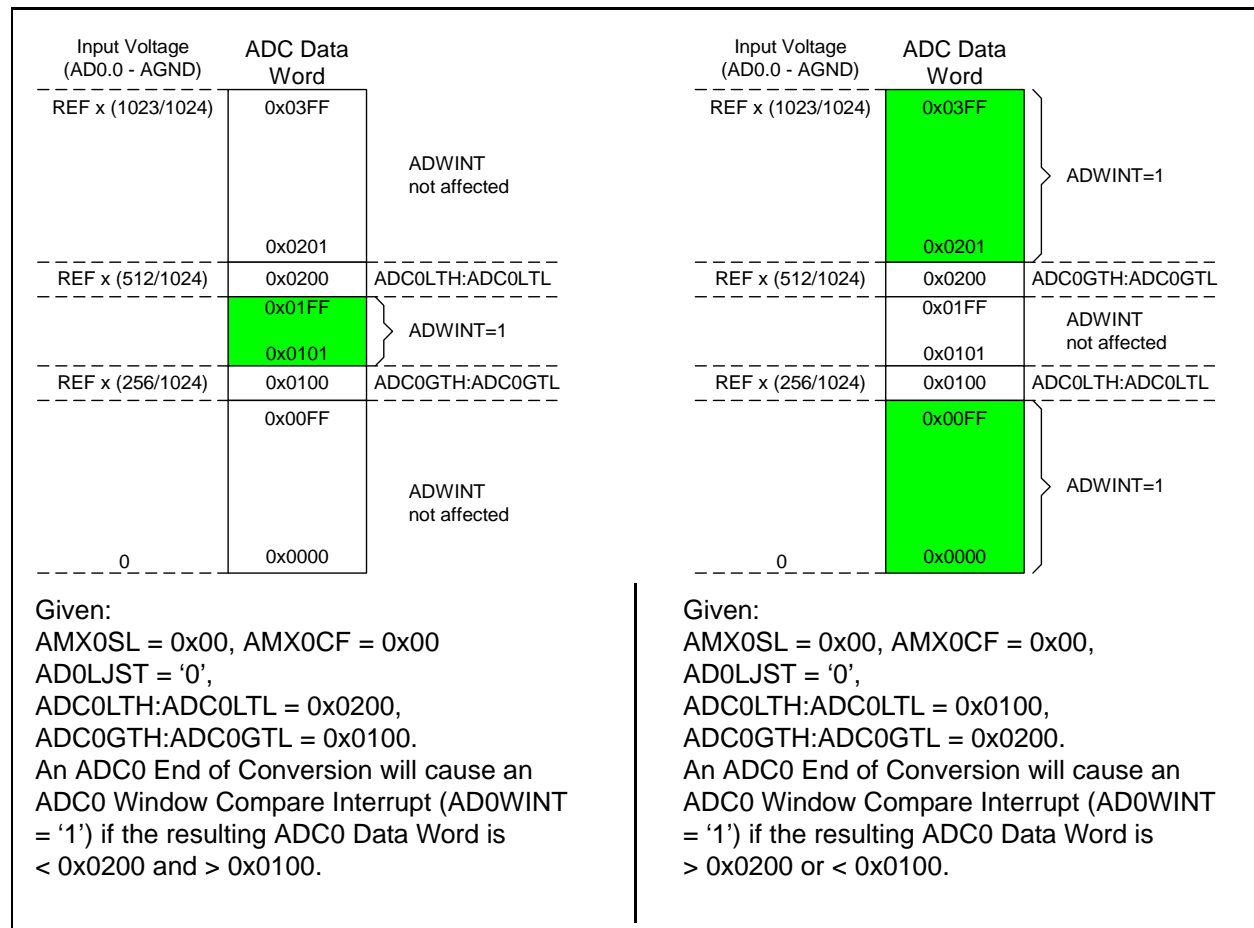 Input Voltage
(AD0.0 - AGND)
ADC Data
Word
REF x (1023/1024)
0x03FF
ADWINT
not affected
0x0201
REF x (512/1024)
0x0200
ADC0LTH:ADC0LTL
0x01FF
ADWINT=1
0x0101
REF x (256/1024)
0x0100
ADC0GTH:ADC0GTL
0x00FF
ADWINT
not affected
0
0x0000
Given:
AMX0SL = 0x00, AMX0CF = 0x00
AD0LJST = ‘0’,
ADC0LTH:ADC0LTL = 0x0200,
ADC0GTH:ADC0GTL = 0x0100.
An ADC0 End of Conversion will cause an
ADC0 Window Compare Interrupt (AD0WINT
= ‘1’) if the resulting ADC0 Data Word is
< 0x0200 and > 0x0100.
Input Voltage
(AD0.0 - AGND)
ADC Data
Word
REF x (1023/1024)
0x03FF
ADWINT=1
0x0201
REF x (512/1024)
0x0200
ADC0GTH:ADC0GTL
0x01FF
ADWINT
not affected
0x0101
REF x (256/1024)
0x0100
ADC0LTH:ADC0LTL
0x00FF
ADWINT=1
0
0x0000
Given:
AMX0SL = 0x00, AMX0CF = 0x00,
AD0LJST = ‘0’,
ADC0LTH:ADC0LTL = 0x0100,
ADC0GTH:ADC0GTL = 0x0200.
An ADC0 End of Conversion will cause an
ADC0 Window Compare Interrupt (AD0WINT
= ‘1’) if the resulting ADC0 Data Word is
> 0x0200 or < 0x0100.